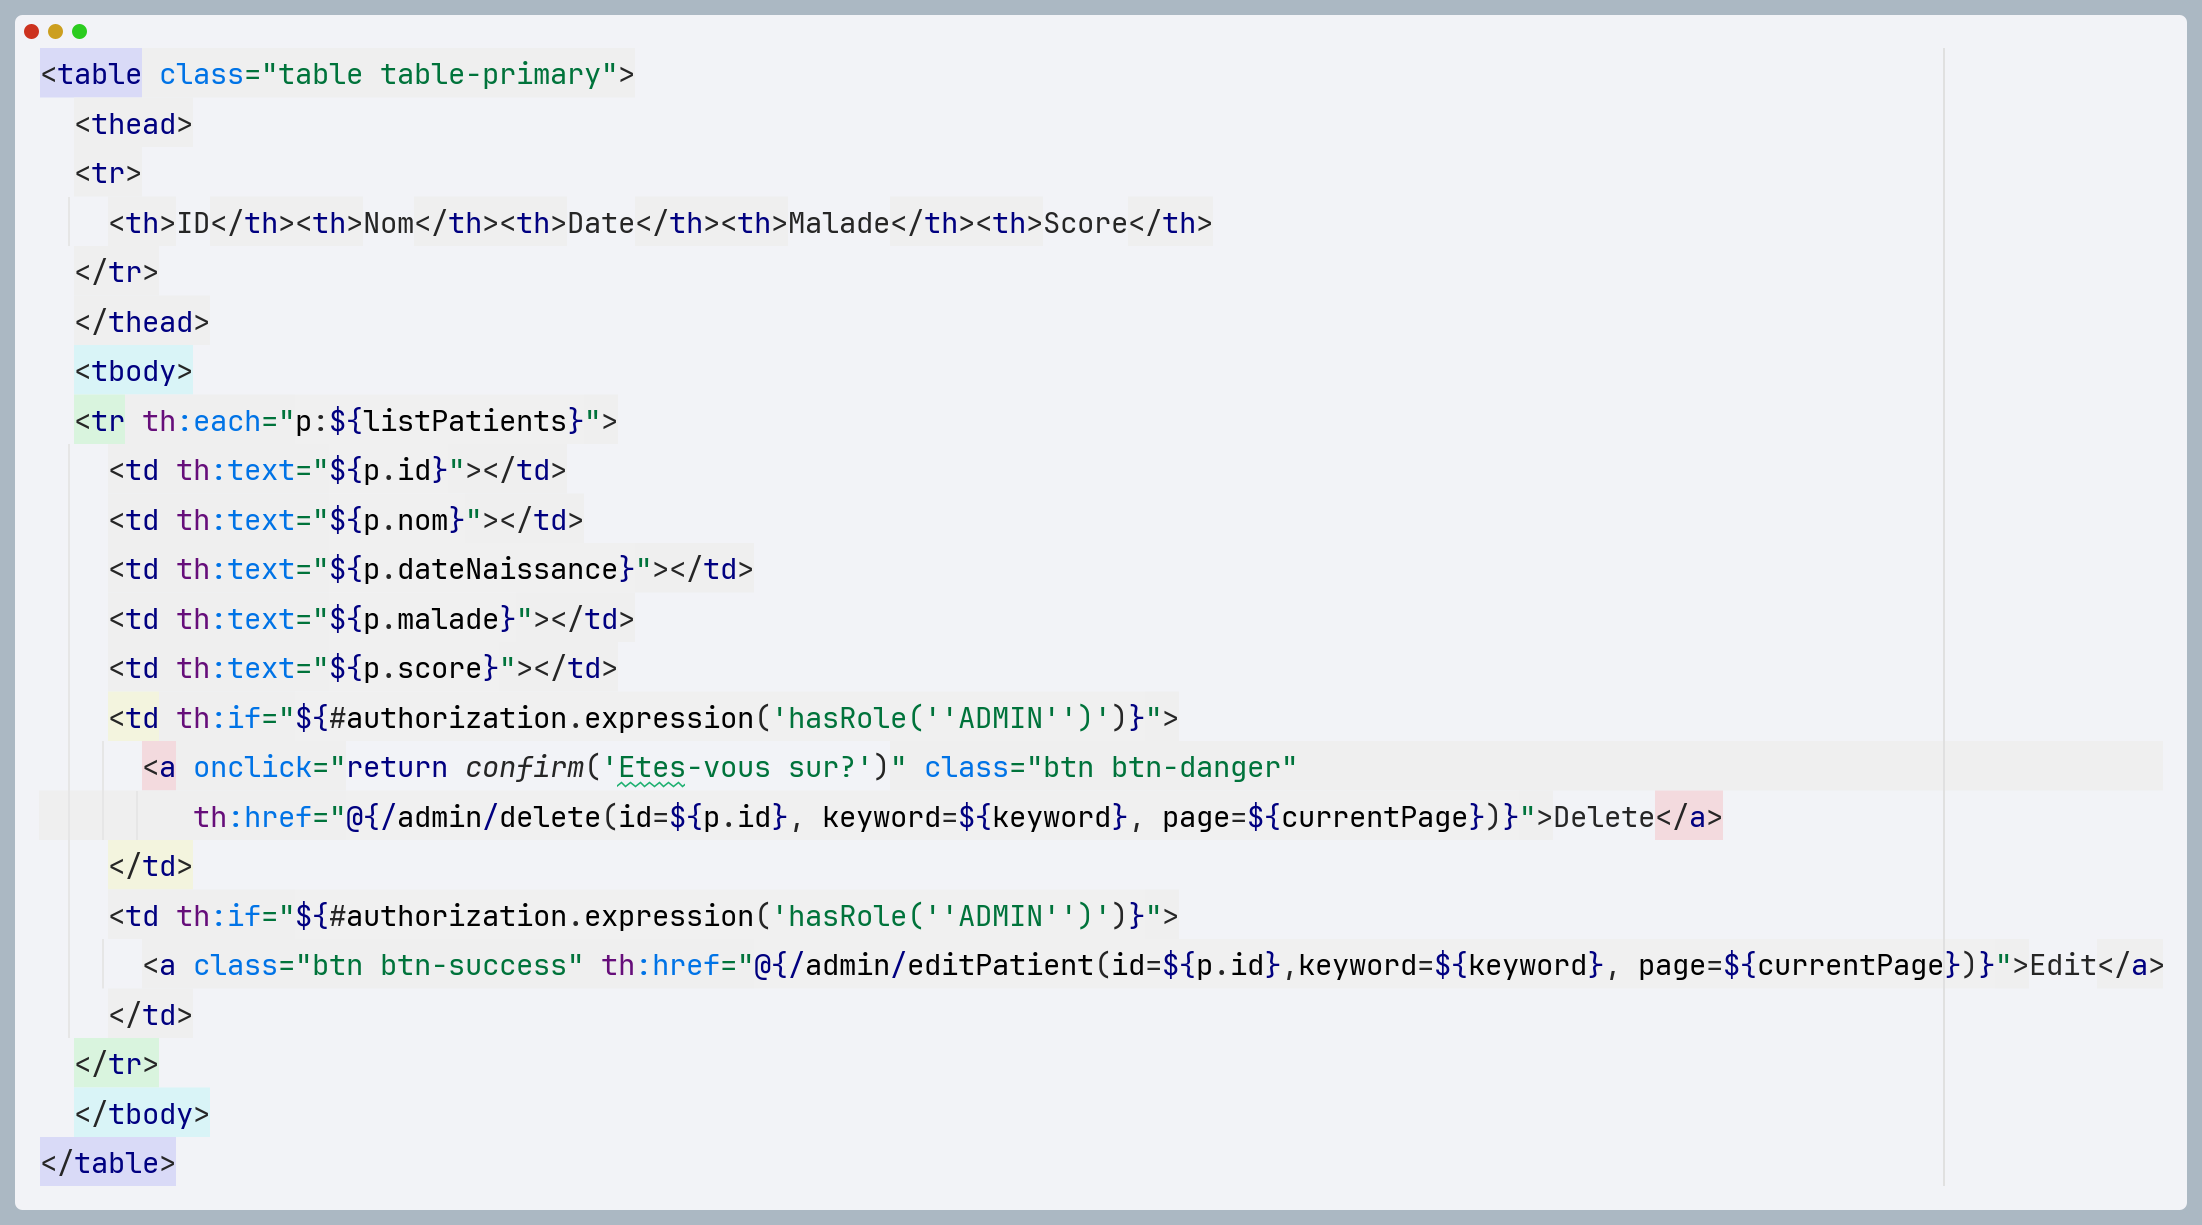 <table class="table table-primary">
  <thead>
  <tr>
    <th>ID</th><th>Nom</th><th>Date</th><th>Malade</th><th>Score</th>
  </tr>
  </thead>
  <tbody>
  <tr th:each="p:${listPatients}">
    <td th:text="${p.id}"></td>
    <td th:text="${p.nom}"></td>
    <td th:text="${p.dateNaissance}"></td>
    <td th:text="${p.malade}"></td>
    <td th:text="${p.score}"></td>
    <td th:if="${#authorization.expression('hasRole(''ADMIN'')')}">
      <a onclick="return confirm('Etes-vous sur?')" class="btn btn-danger"
         th:href="@{/admin/delete(id=${p.id}, keyword=${keyword}, page=${currentPage})}">Delete</a>
    </td>
    <td th:if="${#authorization.expression('hasRole(''ADMIN'')')}">
      <a class="btn btn-success" th:href="@{/admin/editPatient(id=${p.id},keyword=${keyword}, page=${currentPage})}">Edit</a>
    </td>
  </tr>
  </tbody>
</table>